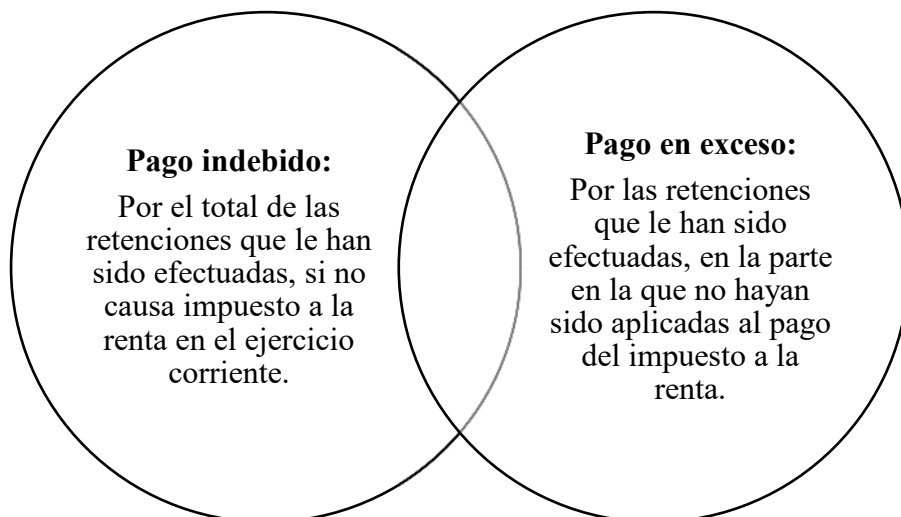 Pago indebido:
Por el total de las
retenciones que le han
sido efectuadas, si no
causa impuesto a la
renta en el ejercicio
corriente.
Pago en exceso:
Por las retenciones
que le han sido
efectuadas, en la parte
en la que no hayan
sido aplicadas al pago
del impuesto a la
renta.